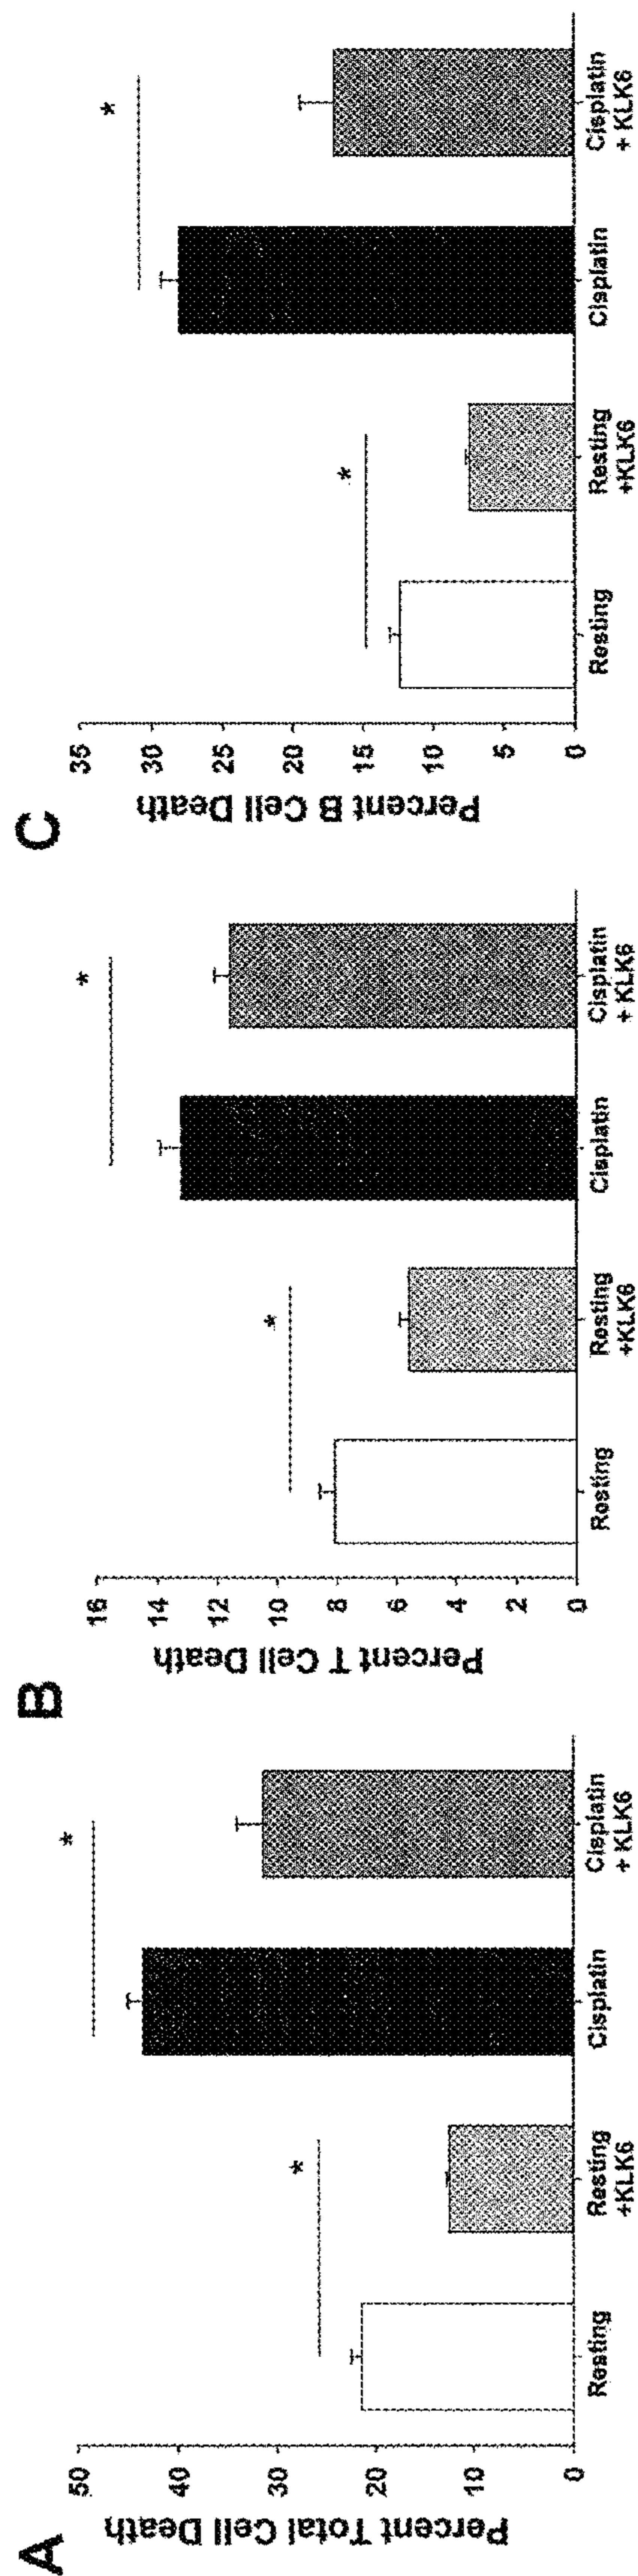 A
Percent Total Cell Death
50
40
30
20
10
0
*
*
Resting
Resting
+KLK6
Cisplatin
Cisplatin
+ KLK6
B
Percent T Cell Death
16
14
12
10
8
6
4
2
0
*
*
Resting
Resting
+KLK6
Cisplatin
Cisplatin
+ KLK6
C
Percent B Cell Death
35
30
25
20
15
10
5
0
*
*
Resting
Resting
+KLK6
Cisplatin
Cisplatin
+ KLK6